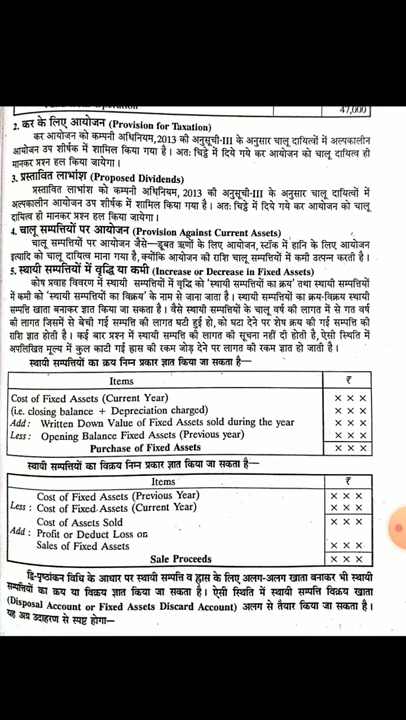 47,000
2. कर के लिए आयोजन (Provision for Taxation)
कर आयोजन को कम्पनी अधिनियम, 2013 की अनुसूची-III के अनुसार चालू दायित्वों में अल्पकालीन
आयोजन उप शीर्षक में शामिल किया गया है। अतः चिट्ठे में दिये गये कर आयोजन को चालू दायित्व ही
मानकर प्रश्न हल किया जायेगा।
3. प्रस्तावित लाभांश (Proposed Dividends)
प्रस्तावित लाभांश को कम्पनी अधिनियम, 2013 की अनुसूची-III के अनुसार चालू दायित्वों में
अल्पकालीन आयोजन उप शीर्षक में शामिल किया गया है। अतः चिट्ठे में दिये गये आयोजन को चालू
दायित्व ही मानकर प्रश्न हल किया जायेगा।
4. चालू सम्पत्तियों पर आयोजन (Provision Against Current Assets)
चालू सम्पत्तियों पर आयोजन जैसे—डूबत ऋणों के लिए आयोजन, स्टॉक में हानि के लिए आयोजन
इत्यादि को चालू दायित्व माना गया है, क्योंकि आयोजन की राशि चालू सम्पत्तियों में कमी उत्पन्न करती है।
5. स्थायी सम्पत्तियों में वृद्धि या कमी (Increase or Decrease in Fixed Assets)
कोष प्रवाह विवरण में स्थायी सम्पत्तियों में वृद्धि को 'स्थायी सम्पत्तियों का क्रय' तथा स्थायी सम्पत्तियों
में कमी को 'स्थायी सम्पत्तियों का विक्रय' के नाम से जाना जाता है। स्थायी सम्पत्तियों का क्रय-विक्रय स्थायी
सम्पत्ति खाता बनाकर ज्ञात किया जा सकता है। जैसे स्थायी सम्पत्तियों के चालू वर्ष की लागत में से गत वर्ष
की लागत जिसमें से बेची गई सम्पत्ति की लागत घटी हुई हो, को घटा देने पर शेष क्रय की गई सम्पत्ति की
राशि ज्ञात होती है। कई बार प्रश्न में स्थायी सम्पत्ति की लागत की सूचना नहीं दी होती है, ऐसी स्थिति में
अपलिखित मूल्य में कुल काटी गई ह्रास की रकम जोड़ देने पर लागत की रकम ज्ञात हो जाती है।
स्थायी सम्पत्तियों का क्रय निम्न प्रकार ज्ञात किया जा सकता है—
Items ₹
Cost of Fixed Assets (Current Year) × × ×
(i.e. closing balance + Depreciation charged) × × ×
Add : Written Down Value of Fixed Assets sold during the year × × ×
Less : Opening Balance Fixed Assets (Previous year) × × ×
Purchase of Fixed Assets × × ×
स्थायी सम्पत्तियों का विक्रय निम्न प्रकार ज्ञात किया जा सकता है—
Items ₹
Cost of Fixed Assets (Previous Year) × × ×
Less : Cost of Fixed Assets (Current Year) × × ×
Cost of Assets Sold × × ×
Add : Profit or Deduct Loss on
Sales of Fixed Assets × × ×
Sale Proceeds × × ×
द्वि-पृष्ठांकन विधि के आधार पर स्थायी सम्पत्ति व ह्रास के लिए अलग-अलग खाता बनाकर भी स्थायी
सम्पत्तियों का क्रय या विक्रय ज्ञात किया जा सकता है। ऐसी स्थिति में स्थायी सम्पत्ति विक्रय खाता
(Disposal Account or Fixed Assets Discard Account) अलग से तैयार किया जा सकता है।
यह अग्र उदाहरण से स्पष्ट होगा—